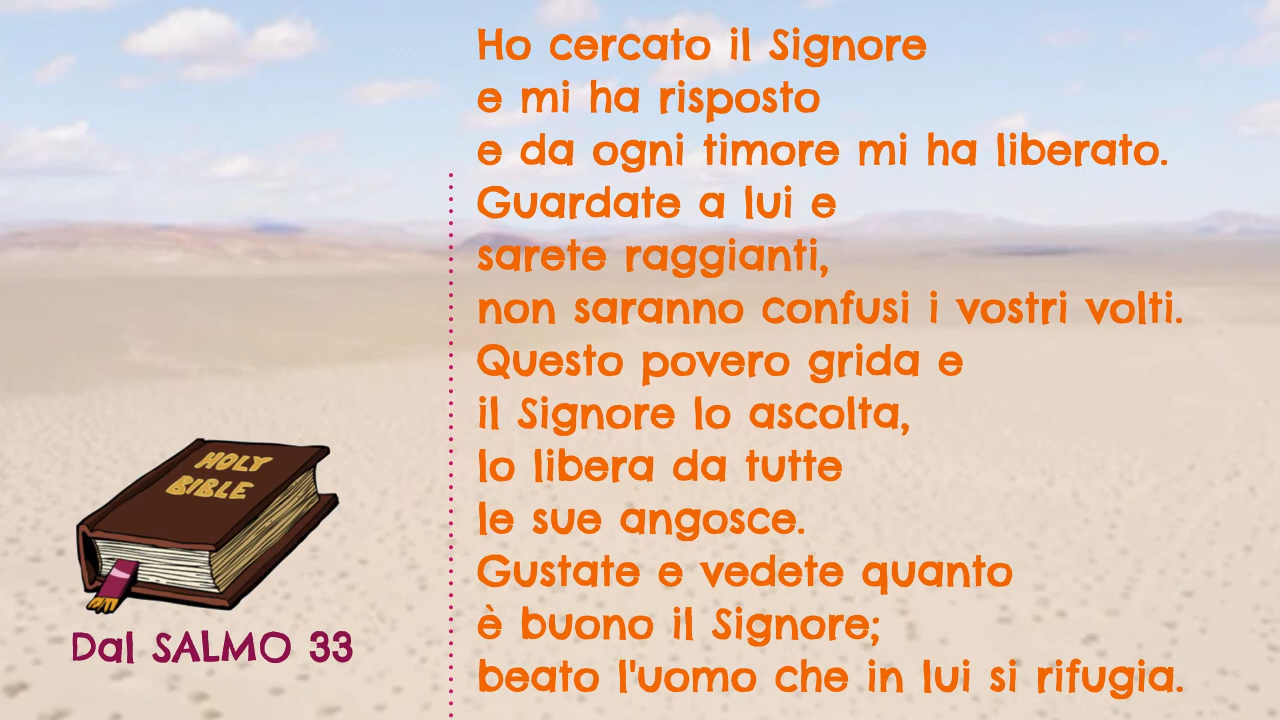 Ho cercato il Signore
e mi ha risposto
e da ogni timore mi ha liberato.
Guardate a lui e
sarete raggianti,
non saranno confusi i vostri volti.
Questo povero grida e
il Signore lo ascolta,
lo libera da tutte
le sue angosce.
Gustate e vedete quanto
è buono il Signore;
beato l'uomo che in lui si rifugia.
HOLY
BIBLE
Dal SALMO 33